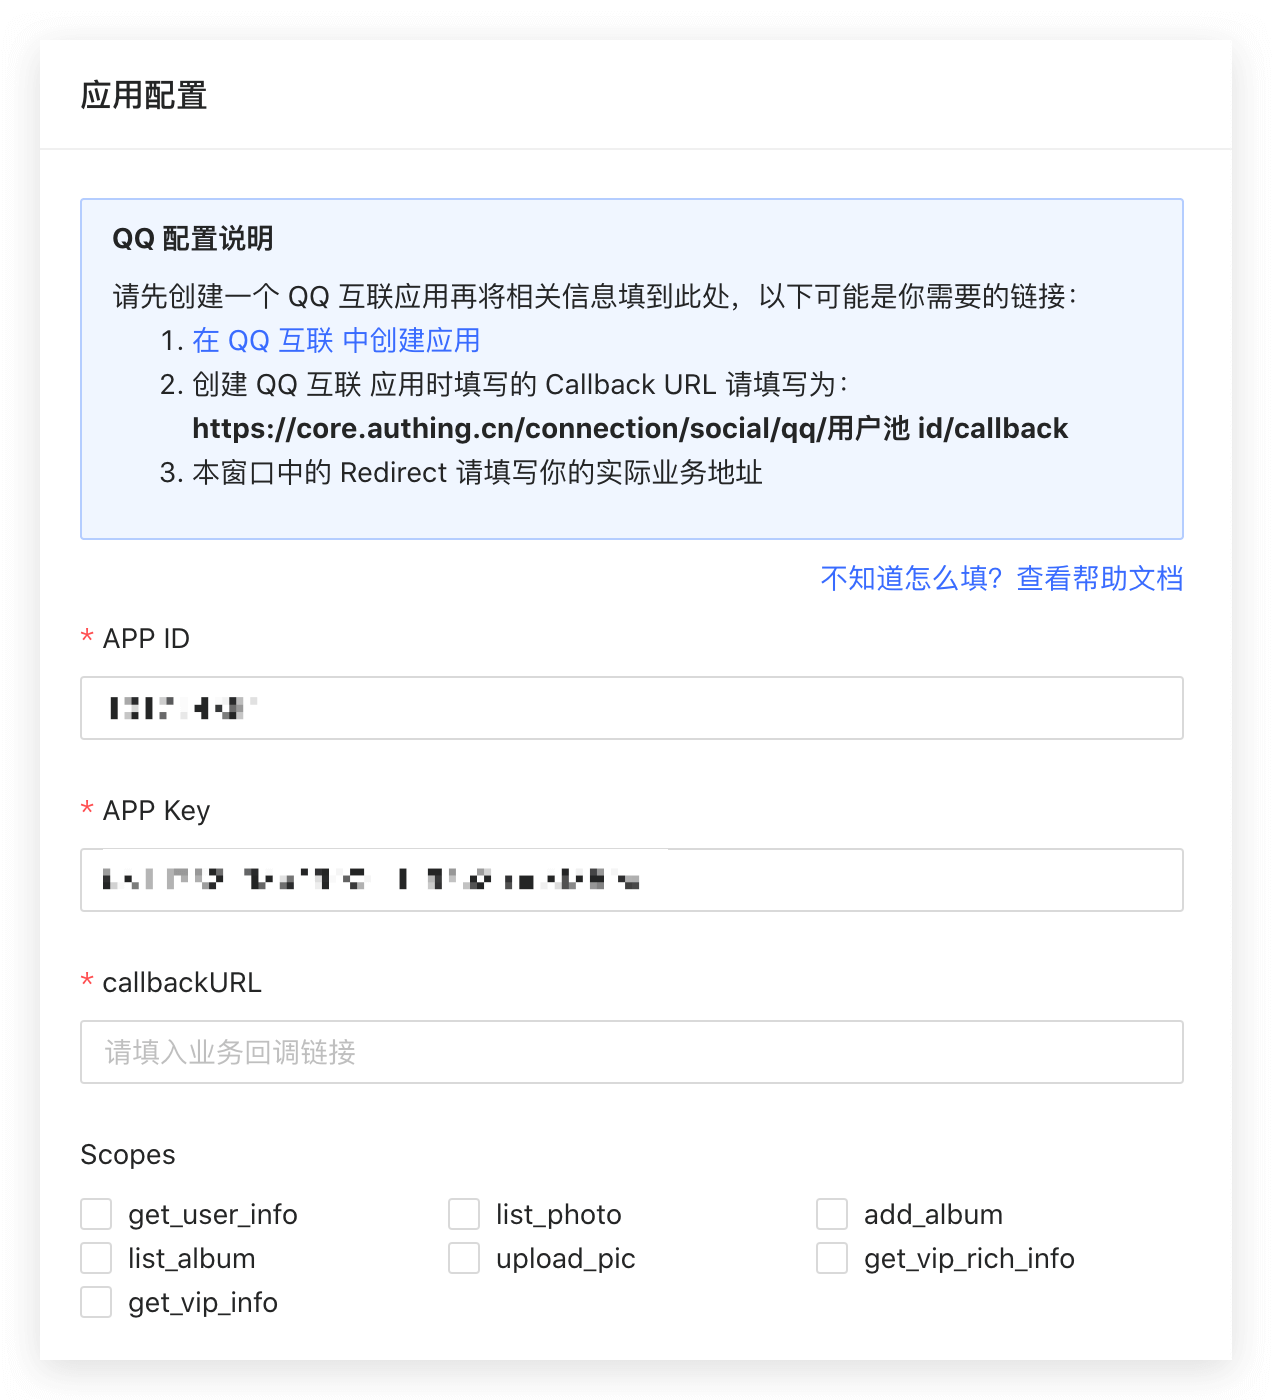 应用配置
QQ 配置说明
请先创建一个 QQ 互联应用再将相关信息填到此处，以下可能是你需要的链接：
1. 在 QQ 互联 中创建应用
2. 创建 QQ 互联 应用时填写的 Callback URL 请填写为：
https://core.authing.cn/connection/social/qq/用户池 id/callback
3. 本窗口中的 Redirect 请填写你的实际业务地址
不知道怎么填？查看帮助文档
* APP ID
* APP Key
* callbackURL
请填入业务回调链接
Scopes
get_user_info list_photo add_album
list_album upload_pic get_vip_rich_info
get_vip_info